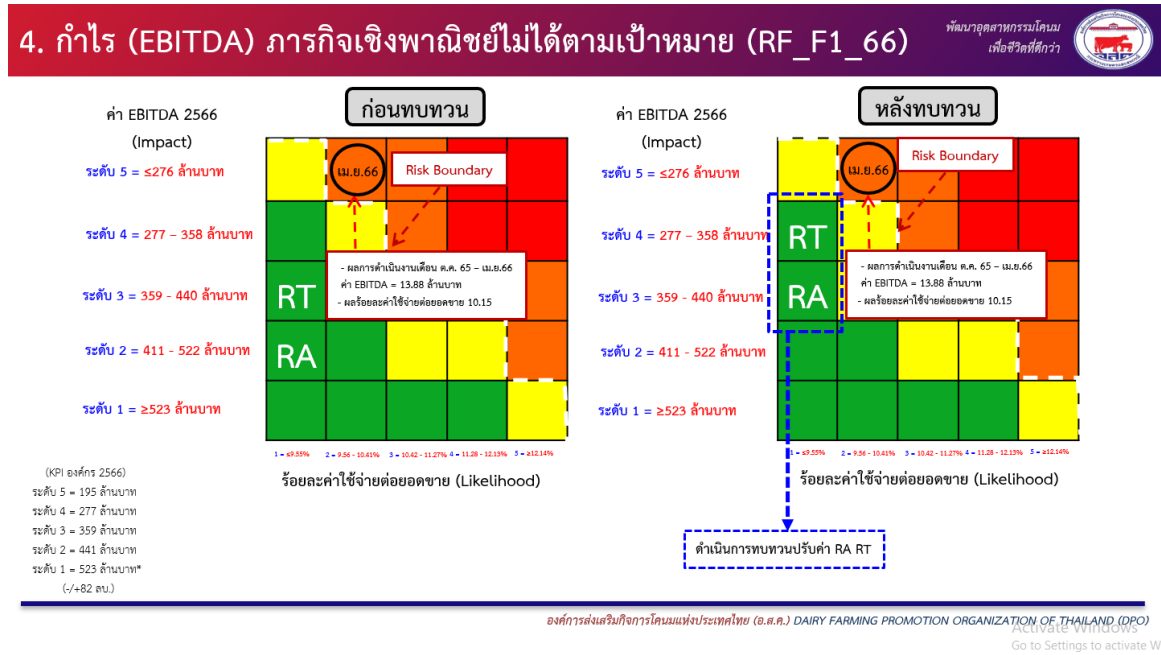 4. กำไร (EBITDA) ภารกิจเชิงพาณิชย์ไม่ได้ตามเป้าหมาย (RF_F1_66)
พัฒนาอุตสาหกรรมโคนม
เพื่อชีวิตที่ดีกว่า
อ.ส.ค.
ค่า EBITDA 2566
(Impact)
ก่อนทบทวน
ระดับ 5 = ≤276 ล้านบาท
เม.ย.66
Risk Boundary
ระดับ 4 = 277 – 358 ล้านบาท
- ผลการดำเนินงานเดือน ต.ค. 65 – เม.ย.66
ค่า EBITDA = 13.88 ล้านบาท
- ผลร้อยละค่าใช้จ่ายต่อยอดขาย 10.15
ระดับ 3 = 359 - 440 ล้านบาท
RT
ระดับ 2 = 411 - 522 ล้านบาท
RA
ระดับ 1 = ≥523 ล้านบาท
1 = ≤9.55% 2 = 9.56 - 10.41% 3 = 10.42 - 11.27% 4 = 11.28 - 12.13% 5 = ≥12.14%
ร้อยละค่าใช้จ่ายต่อยอดขาย (Likelihood)
(KPI องค์กร 2566)
ระดับ 5 = 195 ล้านบาท
ระดับ 4 = 277 ล้านบาท
ระดับ 3 = 359 ล้านบาท
ระดับ 2 = 441 ล้านบาท
ระดับ 1 = 523 ล้านบาท*
(-/+82 ลบ.)
ค่า EBITDA 2566
(Impact)
หลังทบทวน
ระดับ 5 = ≤276 ล้านบาท
เม.ย.66
Risk Boundary
ระดับ 4 = 277 – 358 ล้านบาท
RT
- ผลการดำเนินงานเดือน ต.ค. 65 – เม.ย.66
ค่า EBITDA = 13.88 ล้านบาท
- ผลร้อยละค่าใช้จ่ายต่อยอดขาย 10.15
ระดับ 3 = 359 - 440 ล้านบาท
RA
ระดับ 2 = 411 - 522 ล้านบาท
ระดับ 1 = ≥523 ล้านบาท
1 = ≤9.55% 2 = 9.56 - 10.41% 3 = 10.42 - 11.27% 4 = 11.28 - 12.13% 5 = ≥12.14%
ร้อยละค่าใช้จ่ายต่อยอดขาย (Likelihood)
ดำเนินการทบทวนปรับค่า RA RT
องค์การส่งเสริมกิจการโคนมแห่งประเทศไทย (อ.ส.ค.) DAIRY FARMING PROMOTION ORGANIZATION OF THAILAND (DPO)
Activate Windows
Go to Settings to activate W